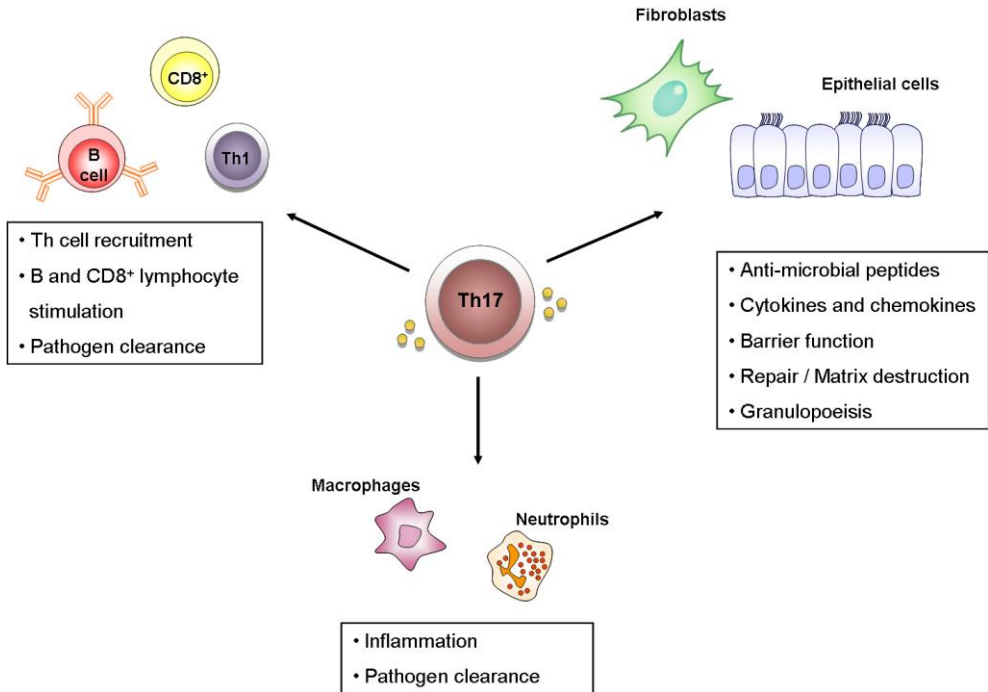 Fibroblasts
CD8⁺
Epithelial cells
B
cell
Th1
• Th cell recruitment
• B and CD8⁺ lymphocyte
stimulation
• Pathogen clearance
Th17
• Anti-microbial peptides
• Cytokines and chemokines
• Barrier function
• Repair / Matrix destruction
• Granulopoeisis
Macrophages
Neutrophils
• Inflammation
• Pathogen clearance